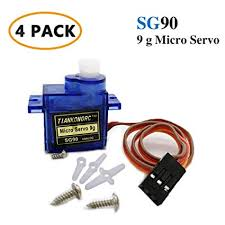 4 PACK
SG90
9 g Micro Servo
TIANKONGRC
Micro Servo 9g
SG90